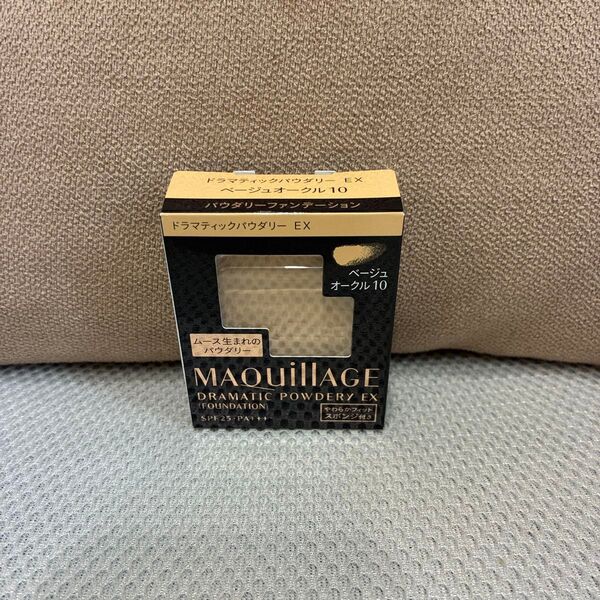 ドラマティックパウダリー EX
ベージュオークル10
パウダリーファンデーション
ドラマティックパウダリー EX
ベージュ
オークル10
ムース生まれの
パウダリー
MAQuillAGE
DRAMATIC POWDERY EX
(FOUNDATION)
SPF25・PA+++
やわらかフィット
スポンジ付き